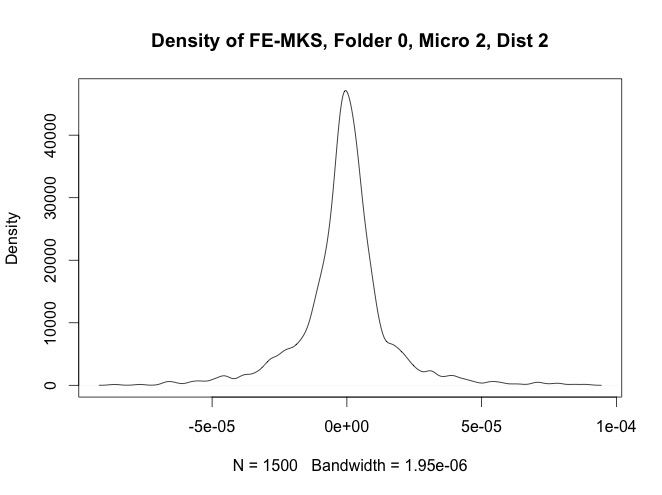 Density of FE-MKS, Folder 0, Micro 2, Dist 2
Density
40000
30000
20000
10000
0
-5e-05 0e+00 5e-05 1e-04
N = 1500 Bandwidth = 1.95e-06